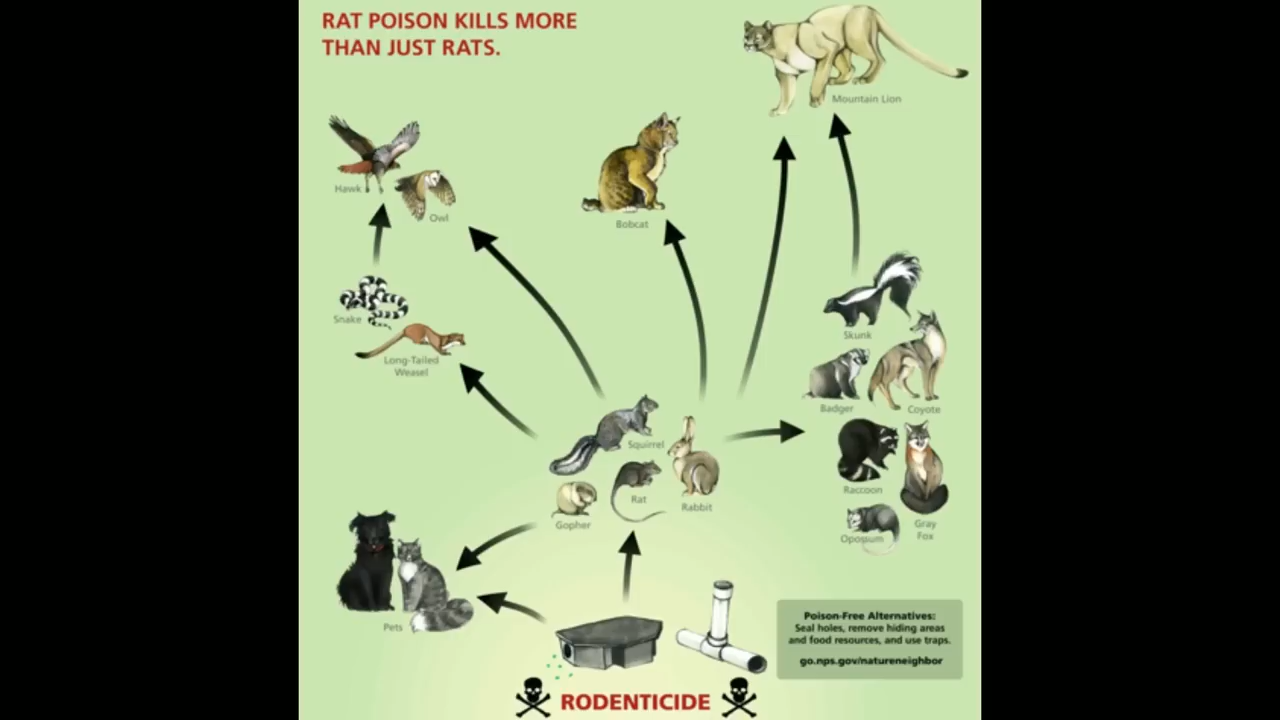 RAT POISON KILLS MORE
THAN JUST RATS.
Mountain Lion
Hawk
Owl
Bobcat
Snake
Long-Tailed
Weasel
Skunk
Badger
Coyote
Squirrel
Rat
Rabbit
Gopher
Raccoon
Gray
Fox
Opossum
Pets
Poison-Free Alternatives:
Seal holes, remove hiding areas
and food resources, and use traps.
go.nps.gov/natureneighbor
RODENTICIDE